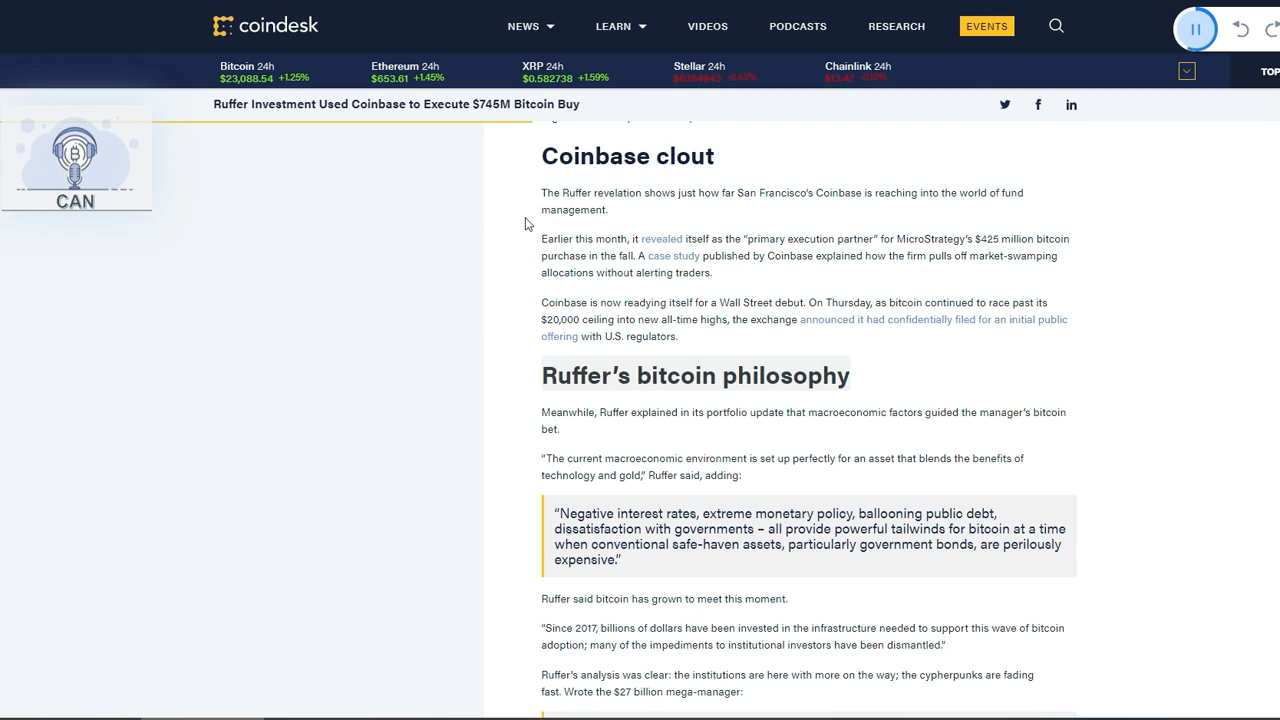 coindesk
NEWS
LEARN
VIDEOS
PODCASTS
RESEARCH
EVENTS
Bitcoin 24h
$23,088.54 +1.25%
Ethereum 24h
$653.61 +1.45%
XRP 24h
$0.582738 +1.59%
Stellar 24h
Chainlink 24h
TOP
Ruffer Investment Used Coinbase to Execute $745M Bitcoin Buy
CAN
Coinbase clout
The Ruffer revelation shows just how far San Francisco's Coinbase is reaching into the world of fund
management.
Earlier this month, it revealed itself as the “primary execution partner” for MicroStrategy's $425 million bitcoin
purchase in the fall. A case study published by Coinbase explained how the firm pulls off market-swamping
allocations without alerting traders.
Coinbase is now readying itself for a Wall Street debut. On Thursday, as bitcoin continued to race past its
$20,000 ceiling into new all-time highs, the exchange announced it had confidentially filed for an initial public
offering with U.S. regulators.
Ruffer's bitcoin philosophy
Meanwhile, Ruffer explained in its portfolio update that macroeconomic factors guided the manager's bitcoin
bet.
“The current macroeconomic environment is set up perfectly for an asset that blends the benefits of
technology and gold,” Ruffer said, adding:
“Negative interest rates, extreme monetary policy, ballooning public debt,
dissatisfaction with governments – all provide powerful tailwinds for bitcoin at a time
when conventional safe-haven assets, particularly government bonds, are perilously
expensive.”
Ruffer said bitcoin has grown to meet this moment.
“Since 2017, billions of dollars have been invested in the infrastructure needed to support this wave of bitcoin
adoption; many of the impediments to institutional investors have been dismantled.”
Ruffer's analysis was clear: the institutions are here with more on the way; the cypherpunks are fading
fast. Wrote the $27 billion mega-manager: